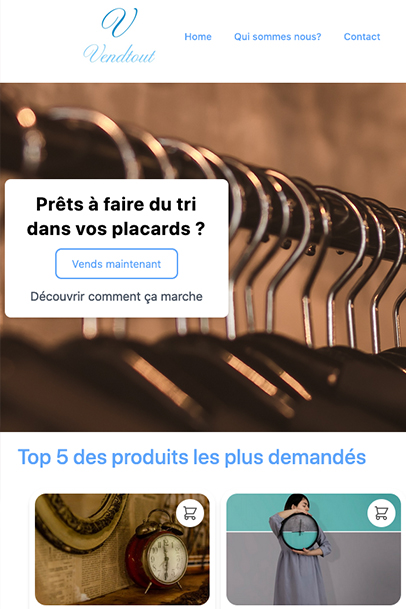 V
Vendtout
Home Qui sommes nous? Contact
Prêts à faire du tri
dans vos placards ?
Vends maintenant
Découvrir comment ça marche
Top 5 des produits les plus demandés